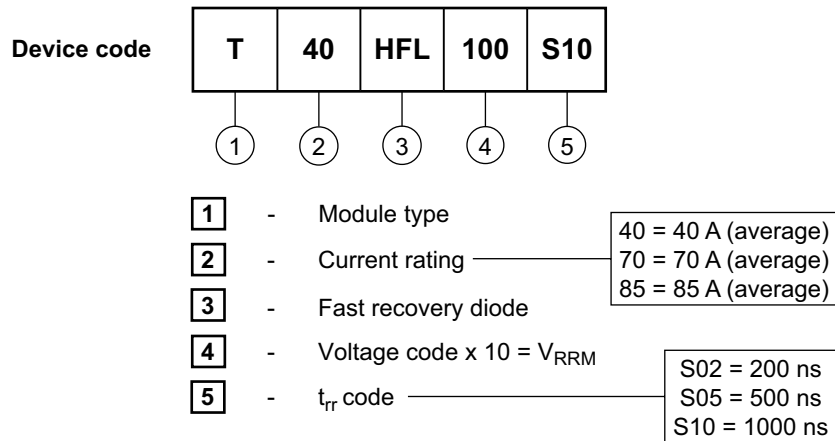 Device code T 40 HFL 100 S10
1 2 3 4 5
1 - Module type
2 - Current rating
40 = 40 A (average)
70 = 70 A (average)
85 = 85 A (average)
3 - Fast recovery diode
4 - Voltage code x 10 = VRRM
5 - trr code
S02 = 200 ns
S05 = 500 ns
S10 = 1000 ns